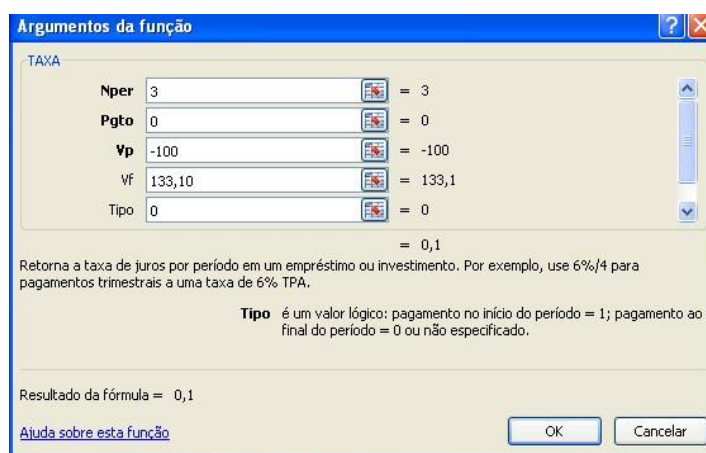 Argumentos da função
TAXA
Nper 3 = 3
Pgto 0 = 0
Vp -100 = -100
Vf 133,10 = 133,1
Tipo 0 = 0
= 0,1
Retorna a taxa de juros por período em um empréstimo ou investimento. Por exemplo, use 6%/4 para
pagamentos trimestrais a uma taxa de 6% TPA.
Tipo é um valor lógico: pagamento no início do período = 1; pagamento ao
final do período = 0 ou não especificado.
Resultado da fórmula = 0,1
Ajuda sobre esta função
OK Cancelar